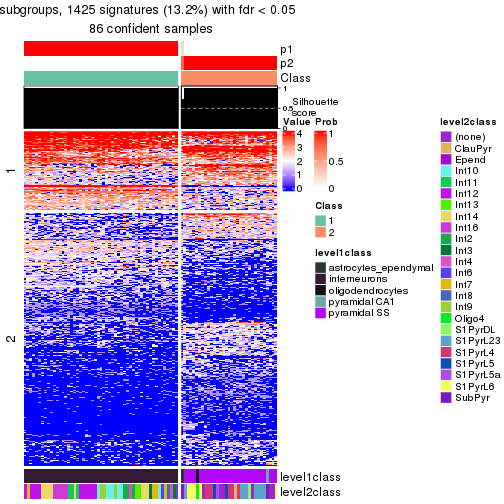 subgroups, 1425 signatures (13.2%) with fdr < 0.05
86 confident samples
p1
p2
Class
1
0.5
0
Silhouette
score
1
2
level1class
level2class
Value
4
3
2
1
0
Prob
1
0.5
0
Class
1
2
level1class
astrocytes_ependymal
interneurons
oligodendrocytes
pyramidal CA1
pyramidal SS
level2class
(none)
ClauPyr
Epend
Int10
Int11
Int12
Int13
Int14
Int16
Int2
Int3
Int4
Int6
Int7
Int8
Int9
Oligo4
S1PyrDL
S1PyrL23
S1PyrL4
S1PyrL5
S1PyrL5a
S1PyrL6
SubPyr